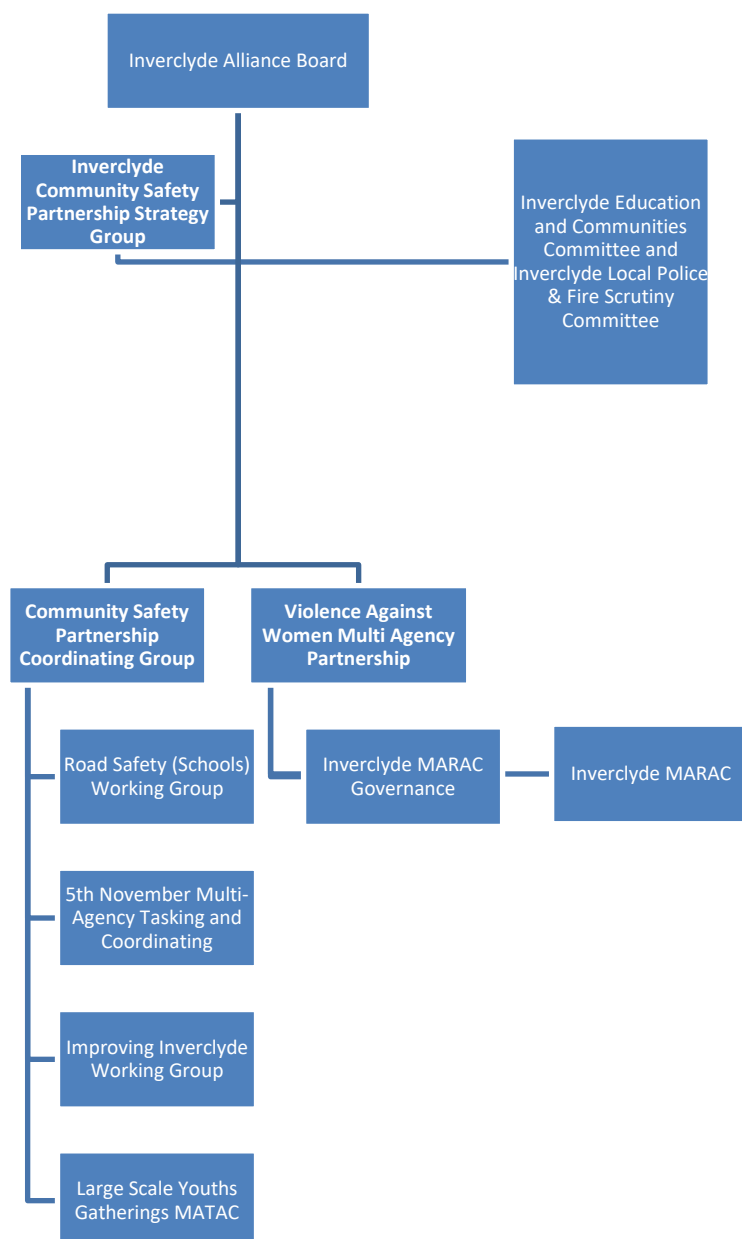 Inverclyde Alliance Board
Inverclyde
Community Safety
Partnership Strategy
Group
Inverclyde Education
and Communities
Committee and
Inverclyde Local Police
& Fire Scrutiny
Committee
Community Safety
Partnership
Coordinating Group
Violence Against
Women Multi Agency
Partnership
Road Safety (Schools)
Working Group
Inverclyde MARAC
Governance
Inverclyde MARAC
5th November Multi-
Agency Tasking and
Coordinating
Improving Inverclyde
Working Group
Large Scale Youths
Gatherings MATAC